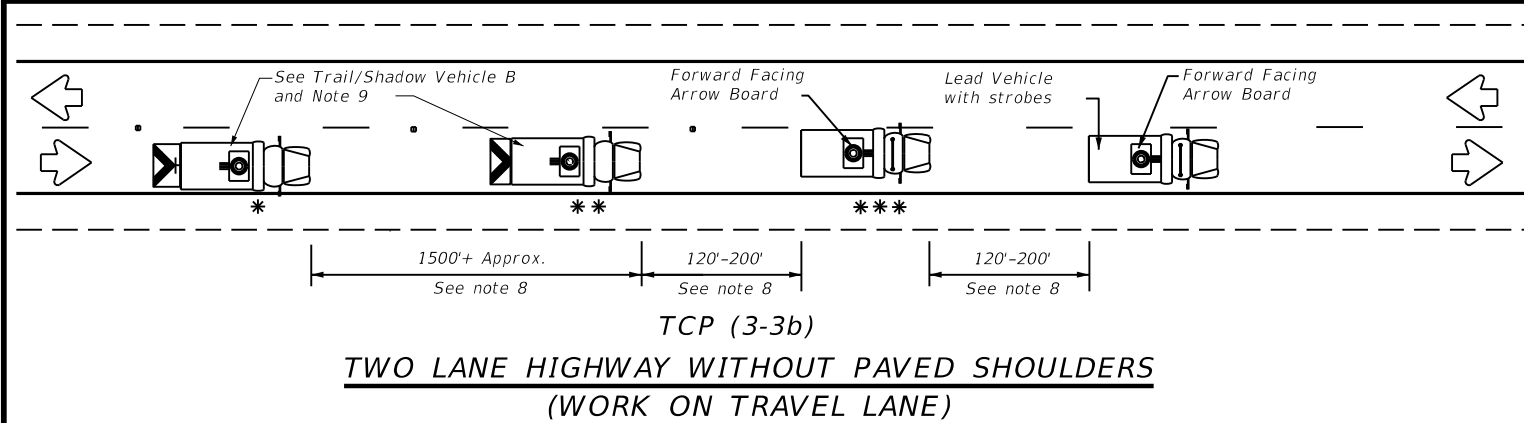 See Trail/Shadow Vehicle B
and Note 9
Forward Facing
Arrow Board
Lead Vehicle
with strobes
Forward Facing
Arrow Board
*
* *
* * *
1500'+ Approx.
See note 8
120'-200'
See note 8
120'-200'
See note 8
TCP (3-3b)
TWO LANE HIGHWAY WITHOUT PAVED SHOULDERS
(WORK ON TRAVEL LANE)